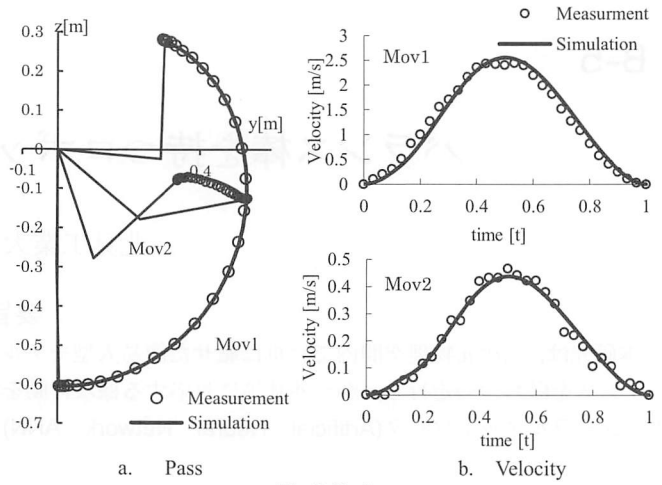 z[m]
0.3
0.2
0.1
0
-0.1
-0.1
-0.2
-0.3
-0.4
-0.5
-0.6
-0.7
y[m]
0.4
Mov2
Mov1
Measurement
Simulation
a. Pass
Measurment
Simulation
Mov1
Velocity [m/s]
3
2.5
2
1.5
1
0.5
0
0 0.2 0.4 0.6 0.8 1
time [t]
Mov2
Velocity [m/s]
0.5
0.4
0.3
0.2
0.1
0
0 0.2 0.4 0.6 0.8 1
time [t]
b. Velocity